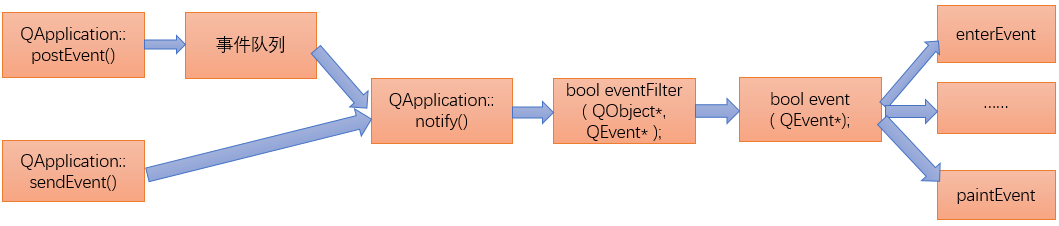 QApplication::
postEvent()
事件队列
QApplication::
sendEvent()
QApplication::
notify()
bool eventFilter
( QObject*,
QEvent* );
bool event
( QEvent*);
enterEvent
……
paintEvent